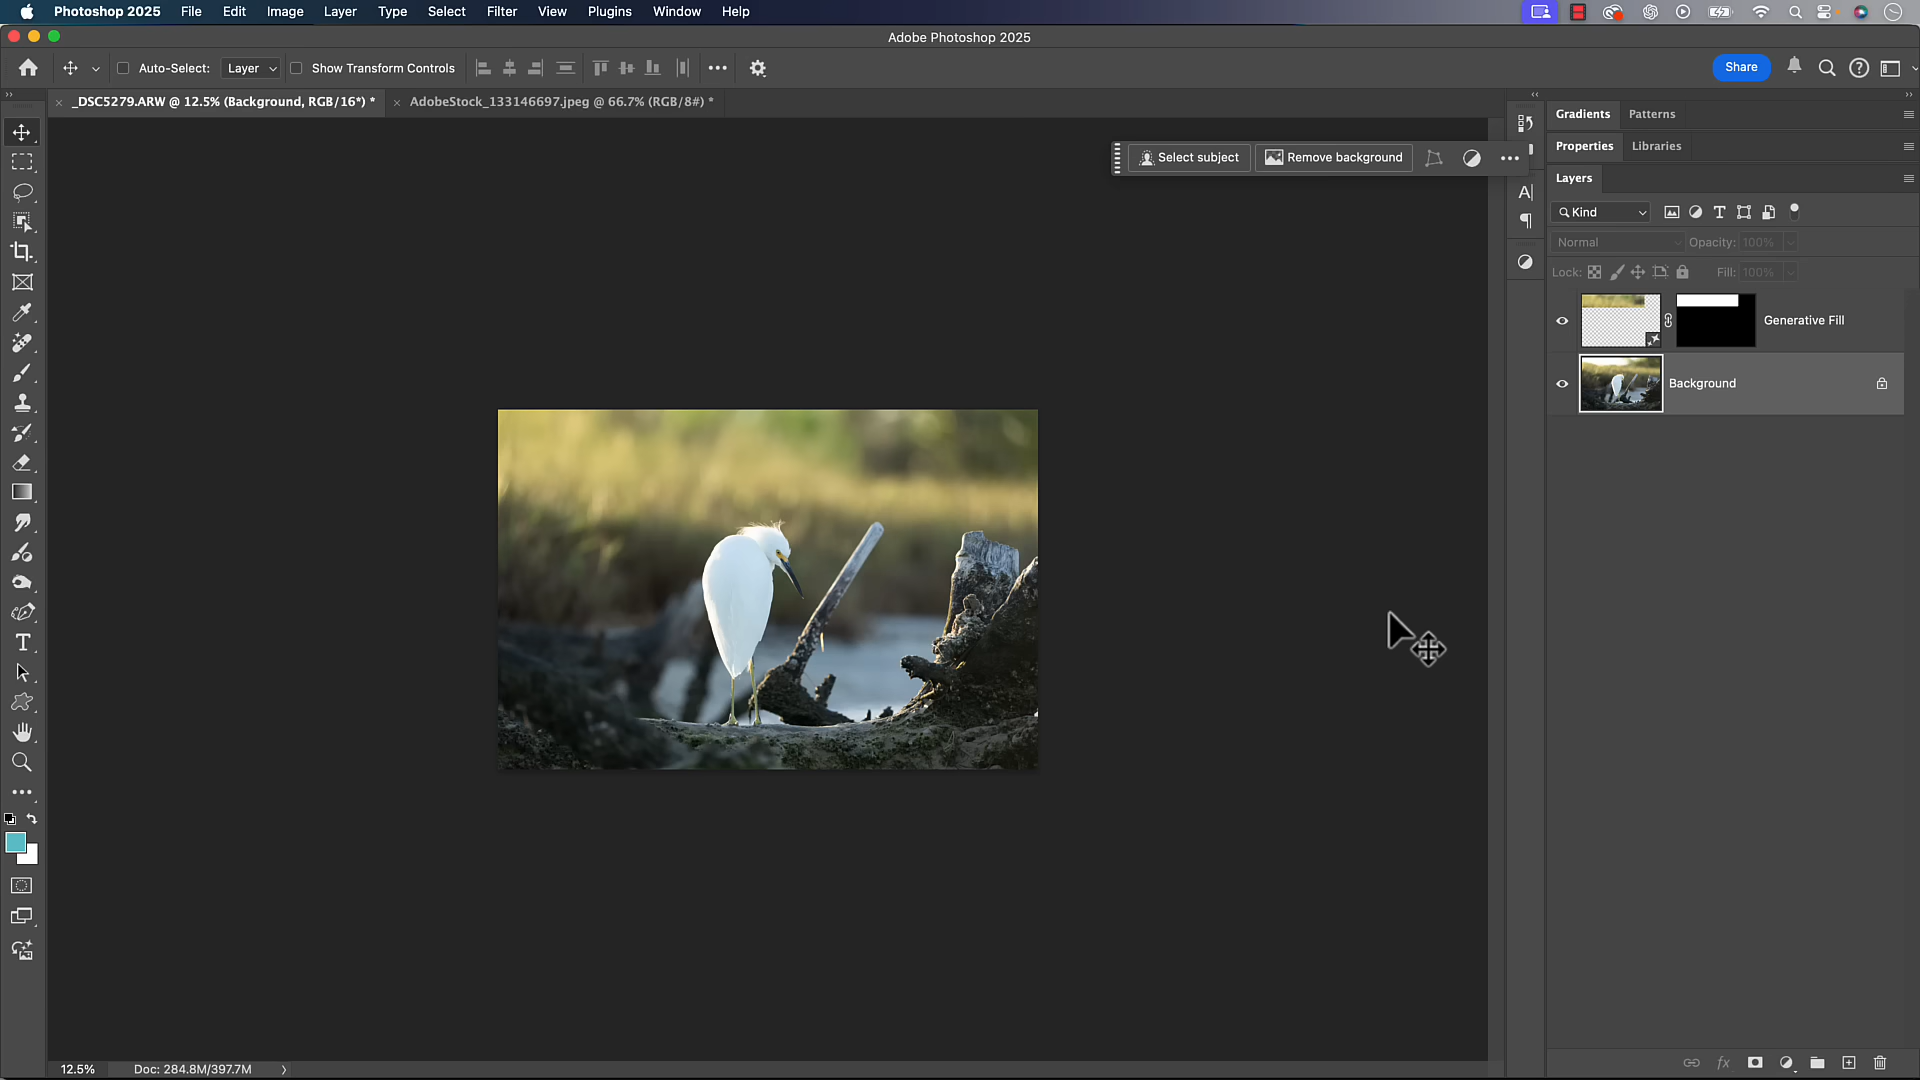 Photoshop 2025 File Edit Image Layer Type Select Filter View Plugins Window Help
Adobe Photoshop 2025
Auto-Select: Layer Show Transform Controls Share
_DSC5279.ARW @ 12.5% (Background, RGB/16*) * AdobeStock_133146697.jpeg @ 66.7% (RGB/8#) *
Gradients Patterns
Select subject Remove background
Properties Libraries
Layers
Kind
Normal Opacity: 100%
Lock: Fill: 100%
Generative Fill
Background
12.5% Doc: 284.8M/397.7M